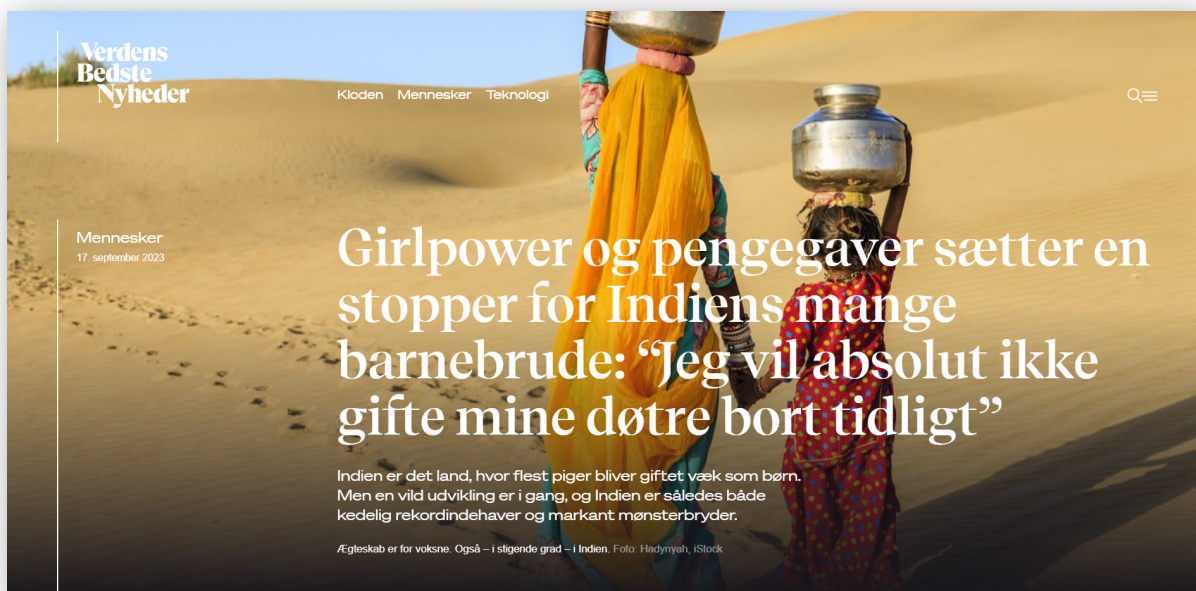 Verdens
Bedste
Nyheder
Kloden Mennesker Teknologi
Mennesker
17. september 2023
Girlpower og pengegaver sætter en
stopper for Indiens mange
barnebrude: “Jeg vil absolut ikke
gifte mine døtre bort tidligt”
Indien er det land, hvor flest piger bliver giftet væk som børn.
Men en vild udvikling er i gang, og Indien er således både
kedelig rekordindehaver og markant mønsterbryder.
Ægteskab er for voksne. Også – i stigende grad – i Indien. Foto: Hadynyah, iStock